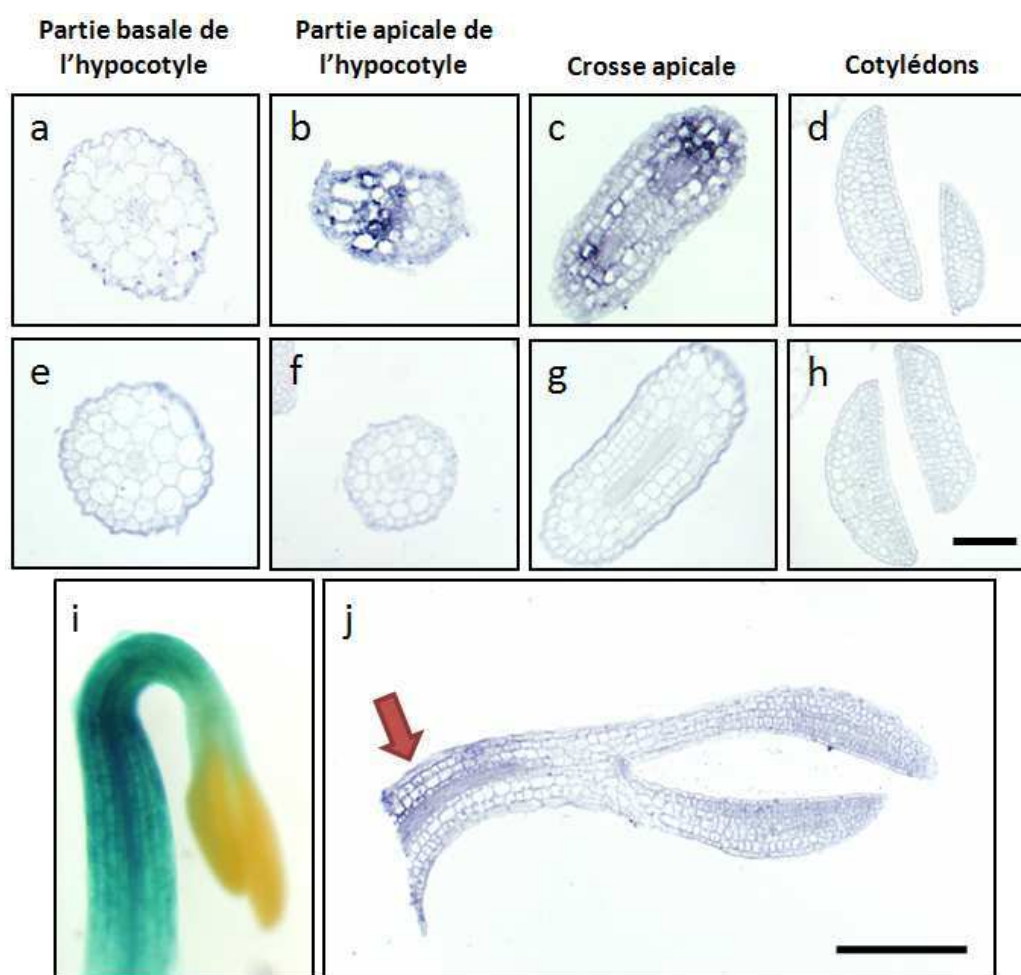 Partie basale de
l'hypocotyle
Partie apicale de
l'hypocotyle
Crosse apicale
Cotylédons
a
b
c
d
e
f
g
h
i
j